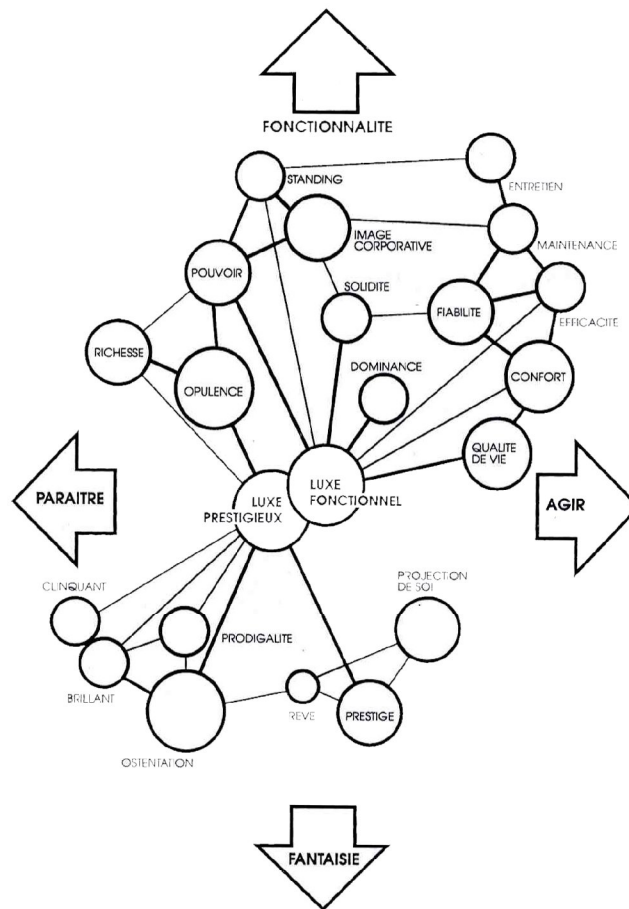 FONCTIONNALITE
STANDING
ENTRETIEN
IMAGE
CORPORATIVE
MAINTENANCE
POUVOIR
SOLIDITE
FIABILITE
EFFICACITE
RICHESSE
OPULENCE
DOMINANCE
CONFORT
QUALITE
DE VIE
LUXE
FONCTIONNEL
LUXE
PRESTIGIEUX
PARAITRE
AGIR
CLINQUANT
PROJECTION
DE SOI
PRODIGALITE
BRILLANT
REVE
PRESTIGE
OSTENTATION
FANTAISIE